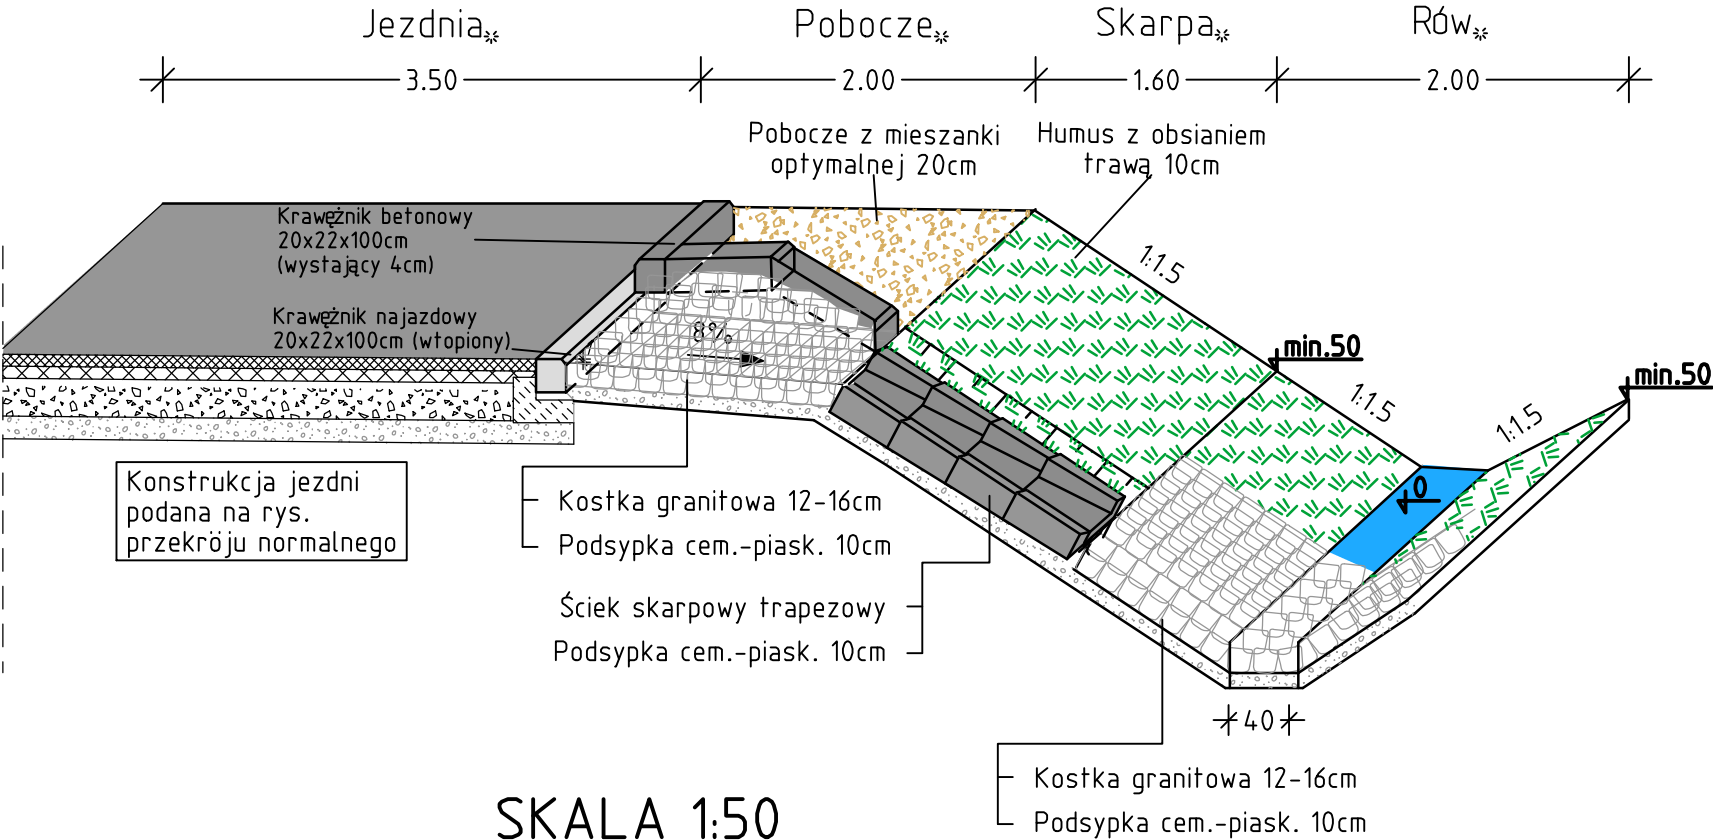 Jezdnia* Pobocze* Skarpa* Rów*
3.50 2.00 1.60 2.00
Pobocze z mieszanki
optymalnej 20cm
Humus z obsianiem
trawą 10cm
Krawężnik betonowy
20x22x100cm
(wystający 4cm)
Krawężnik najazdowy
20x22x100cm (wtopiony)
8%
1:1.5
min.50
1:1.5
min.50
1:1.5
0
Konstrukcja jezdni
podana na rys.
przekröju normalnego
Kostka granitowa 12-16cm
Podsypka cem.-piask. 10cm
Ściek skarpowy trapezowy
Podsypka cem.-piask. 10cm
40
Kostka granitowa 12-16cm
Podsypka cem.-piask. 10cm
SKALA 1:50